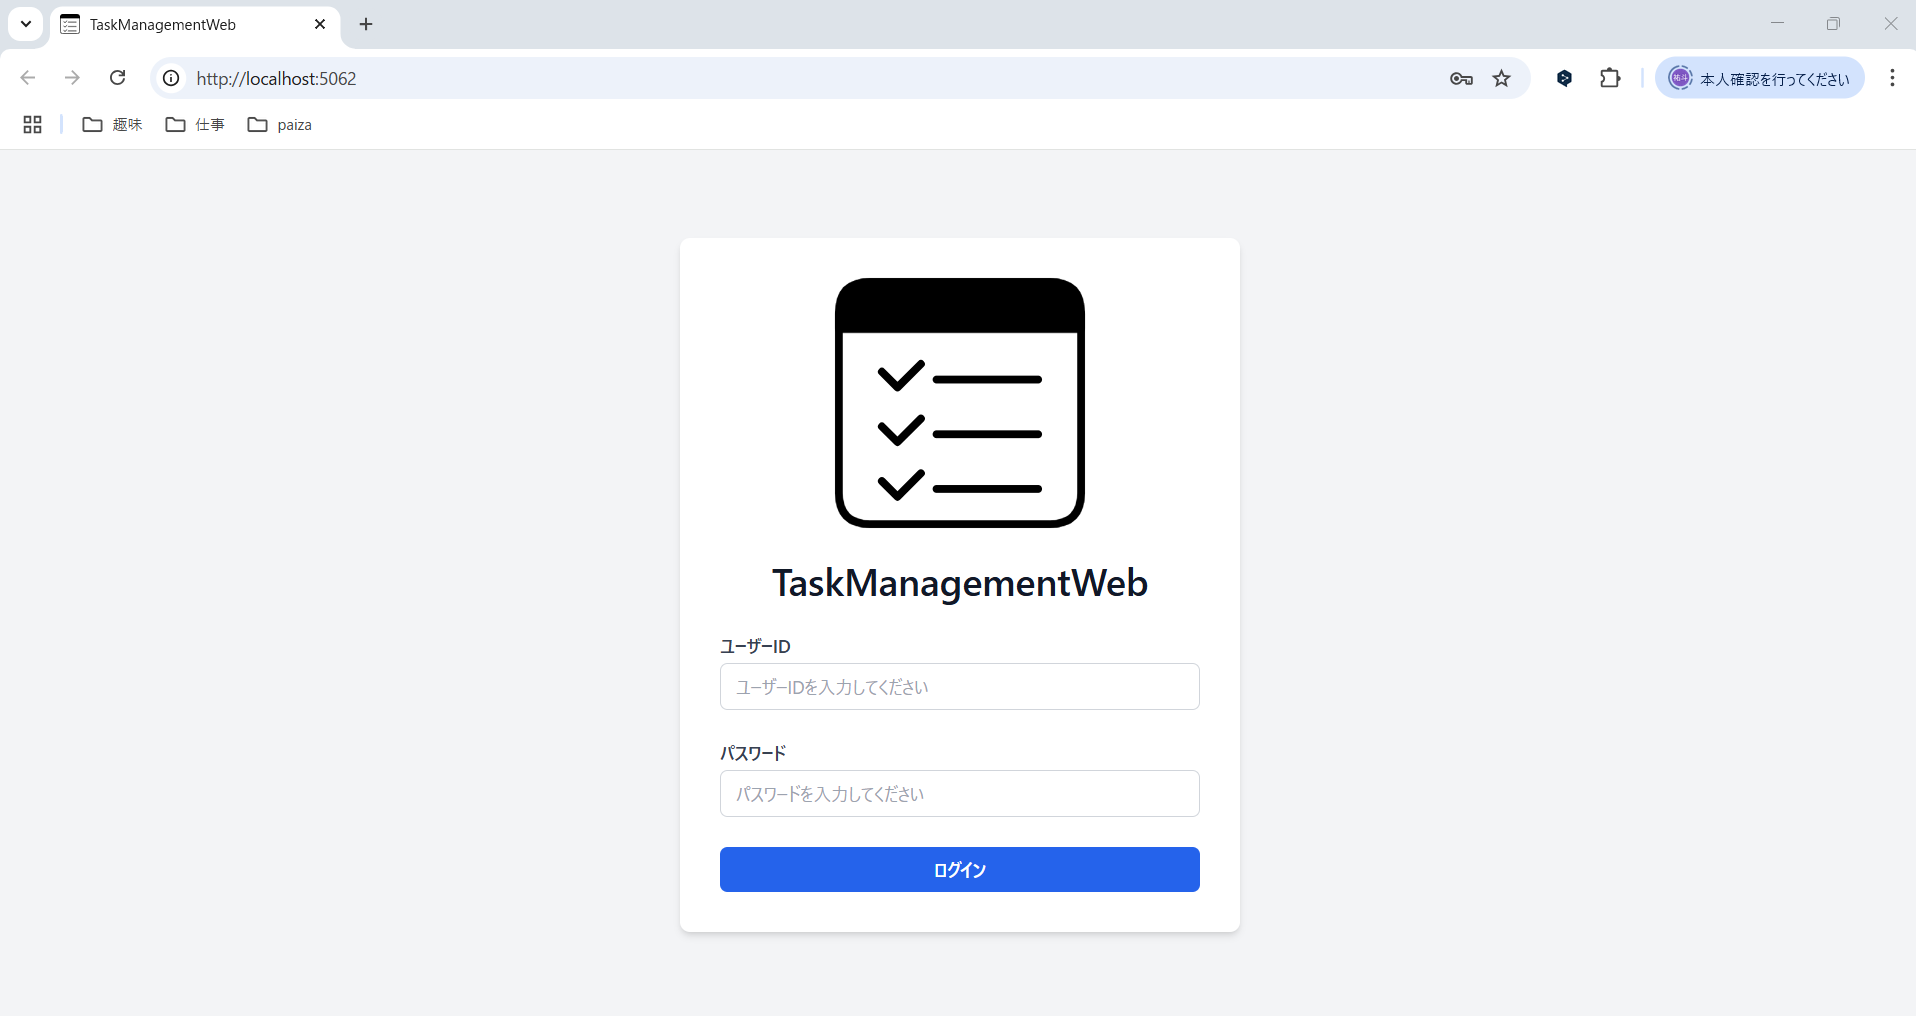 TaskManagementWeb
http://localhost:5062
本人確認を行ってください
趣味 仕事 paiza
TaskManagementWeb
ユーザーID
ユーザーIDを入力してください
パスワード
パスワードを入力してください
ログイン